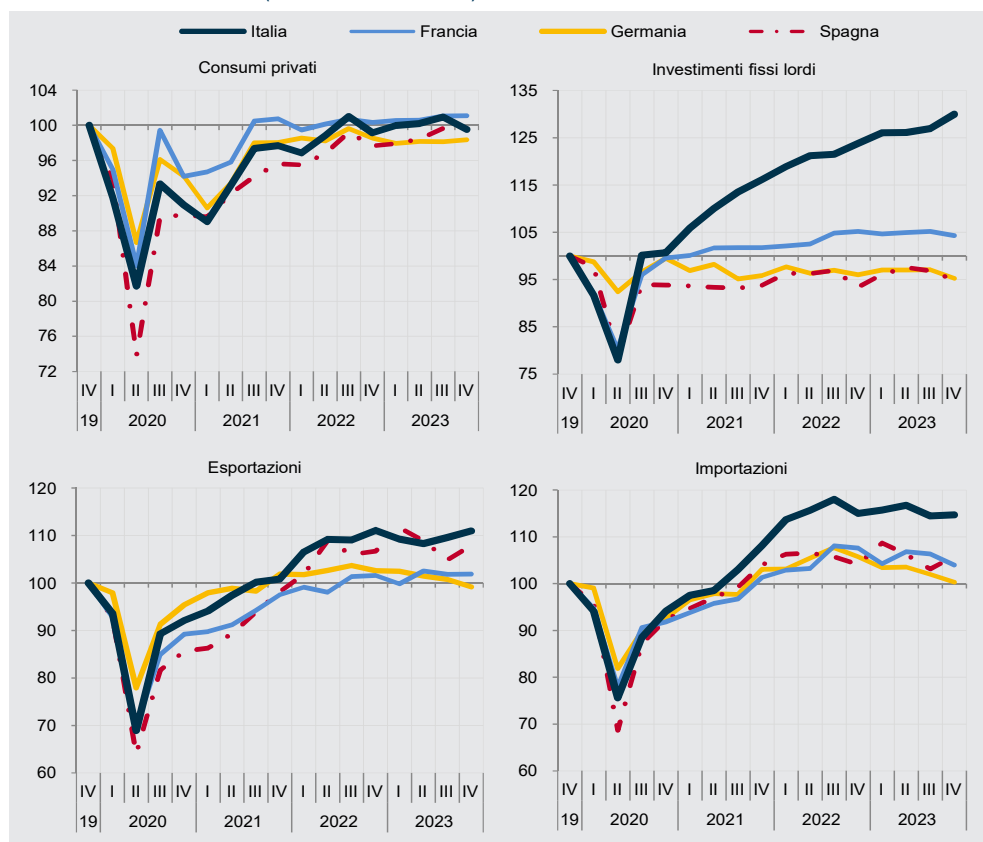 Italia Francia Germania Spagna
Consumi privati
104
100
96
92
88
84
80
76
72
IV I II III IV I II III IV I II III IV I II III IV
19 2020 2021 2022 2023
Investimenti fissi lordi
135
125
115
105
95
85
75
IV I II III IV I II III IV I II III IV I II III IV
19 2020 2021 2022 2023
Esportazioni
120
110
100
90
80
70
60
IV I II III IV I II III IV I II III IV I II III IV
19 2020 2021 2022 2023
Importazioni
120
110
100
90
80
70
60
IV I II III IV I II III IV I II III IV I II III IV
19 2020 2021 2022 2023